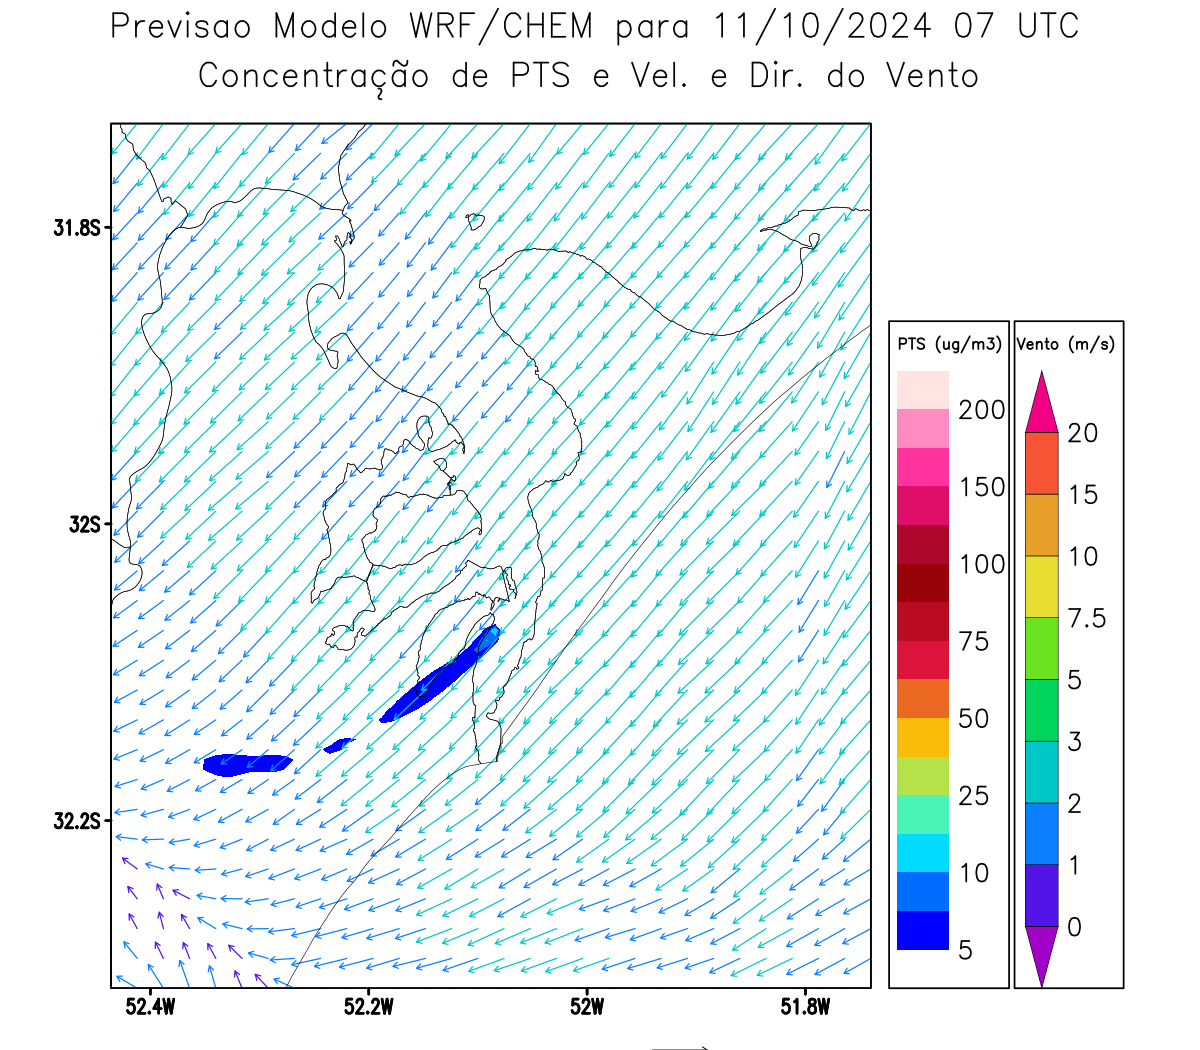 Previsao Modelo WRF/CHEM para 11/10/2024 07 UTC
Concentração de PTS e Vel. e Dir. do Vento
31.8S
32S
32.2S
52.4W 52.2W 52W 51.8W
PTS (ug/m3)
200
150
100
75
50
25
10
5
Vento (m/s)
20
15
10
7.5
5
3
2
1
0